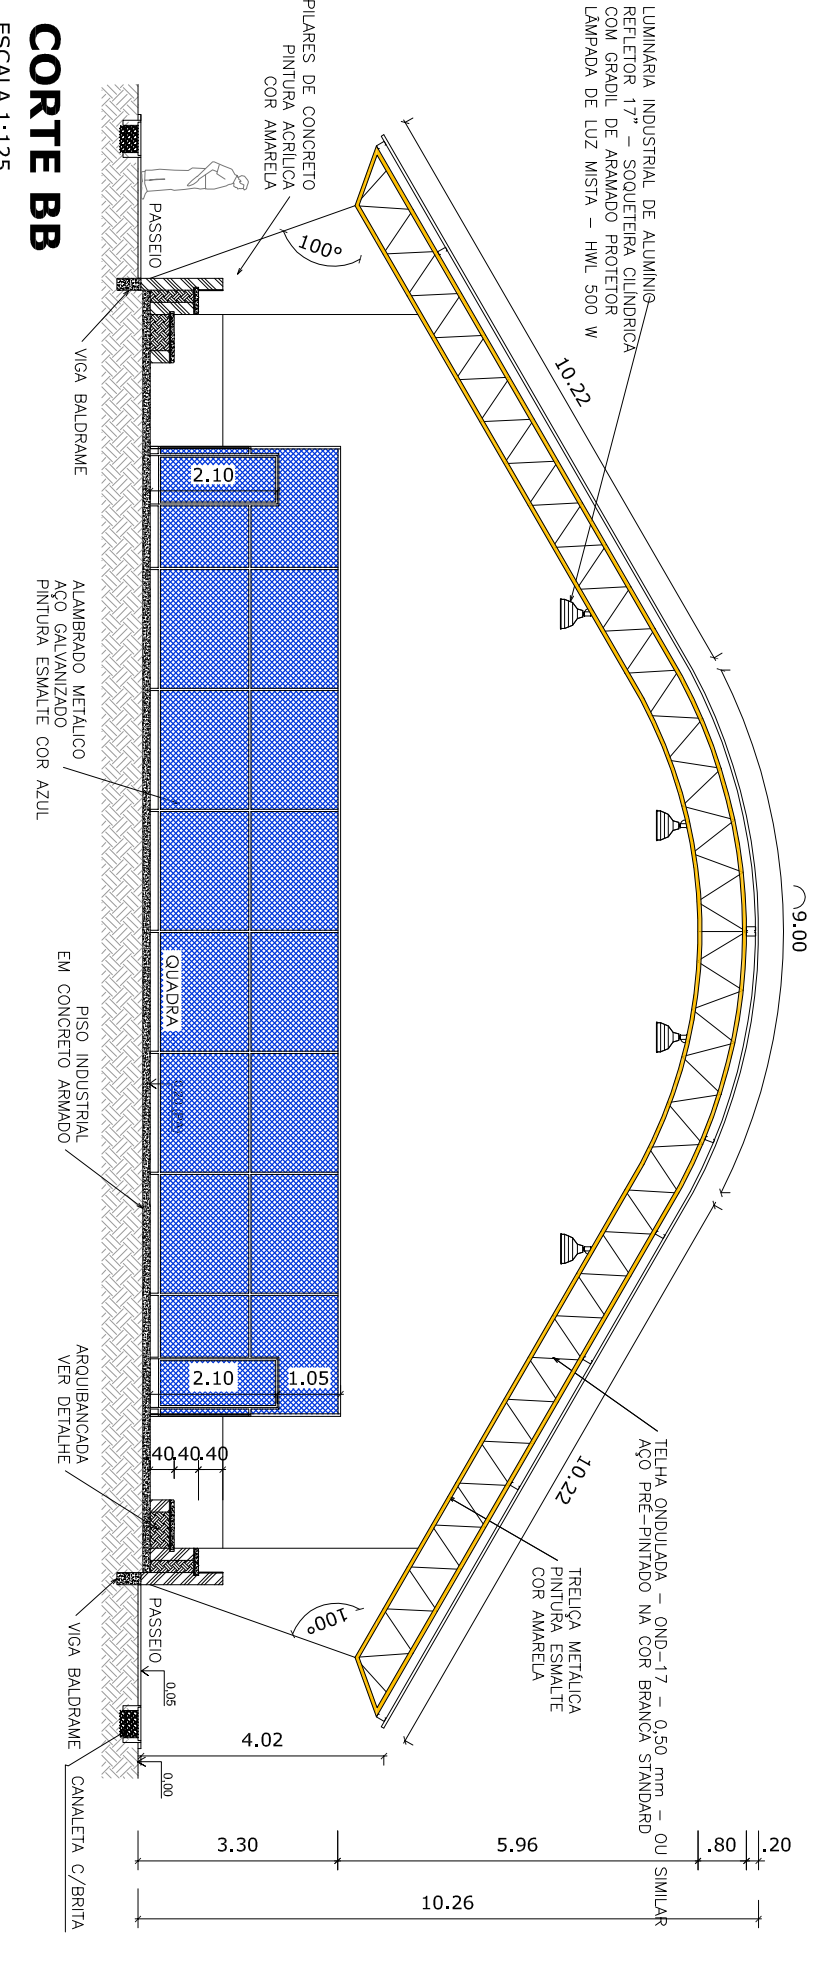 LUMINÁRIA INDUSTRIAL DE ALUMÍNIO
REFLETOR 17" – SOQUETEIRA CILÍNDRICA
COM GRADIL DE ARAMADO PROTETOR
LÂMPADA DE LUZ MISTA – HWL 500 W
PILARES DE CONCRETO
PINTURA ACRÍLICA
COR AMARELA
100°
10.22
9.00
10.22
100°
TELHA ONDULADA – OND–17 – 0,50 mm – OU SIMILAR
AÇO PRÉ–PINTADO NA COR BRANCA STANDARD
TRELIÇA METÁLICA
PINTURA ESMALTE
COR AMARELA
.20
.80
5.96
3.30
10.26
4.02
2.10
2.10
1.05
.40
.40
.40
QUADRA
PASSEIO
PASSEIO
0,05
0,00
VIGA BALDRAME
ALAMBRADO METÁLICO
AÇO GALVANIZADO
PINTURA ESMALTE COR AZUL
PISO INDUSTRIAL
EM CONCRETO ARMADO
ARQUIBANCADA
VER DETALHE
VIGA BALDRAME
CANALETA C/BRITA
CORTE BB
ESCALA 1:125